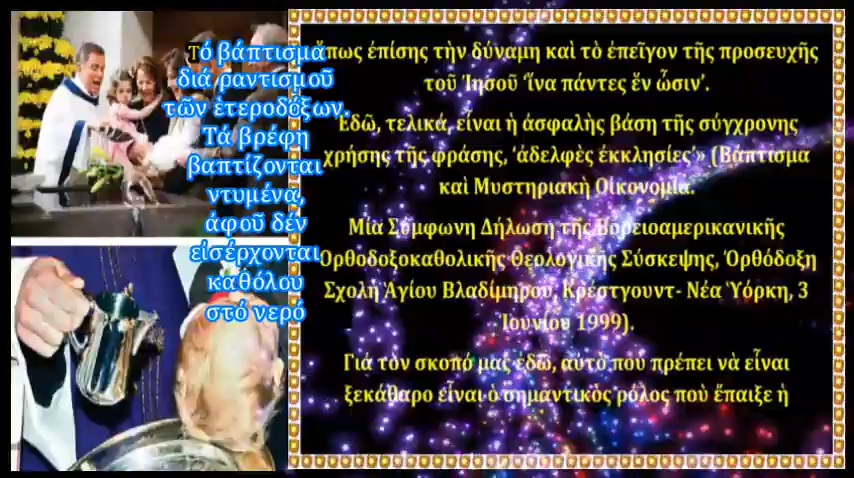 Τό βάπτισμα
διά ραντισμοῦ
τῶν ἑτεροδόξων.
Τά βρέφη
βαπτίζονται
ντυμένα,
ἀφοῦ δέν
εἰσέρχονται
καθόλου
στό νερό
ὅπως ἐπίσης τὴν δύναμη καὶ τὸ ἐπεῖγον τῆς προσευχῆς
τοῦ Ἰησοῦ ‘ἵνα πάντες ἓν ὦσιν’.
Ἐδῶ, τελικά, εἶναι ἡ ἀσφαλὴς βάση τῆς σύγχρονης
χρήσης τῆς φράσης, ‘ἀδελφὲς ἐκκλησίες’» (Βάπτισμα
καὶ Μυστηριακὴ Οἰκονομία.
Μία Σύμφωνη Δήλωση τῆς Βορειοαμερικανικῆς
Ὀρθοδοξοκαθολικῆς Θεολογικῆς Σύσκεψης, Ὀρθόδοξη
Σχολὴ Ἁγίου Βλαδίμηρου, Κρέστγουντ- Νέα Ὑόρκη, 3
Ἰουνίου 1999).
Γιά τὸν σκοπό μας ἐδῶ, αὐτὸ που πρέπει νὰ εἶναι
ξεκάθαρο εἶναι ὁ σημαντικὸς ρόλος ποὺ ἔπαιξε ἡ